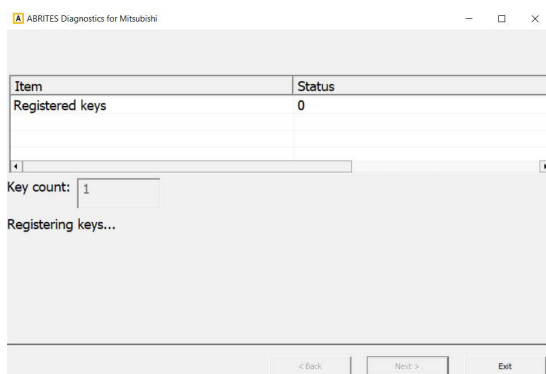 A ABRITES Diagnostics for Mitsubishi
Item Status
Registered keys 0
Key count: 1
Registering keys...
< Back Next > Exit